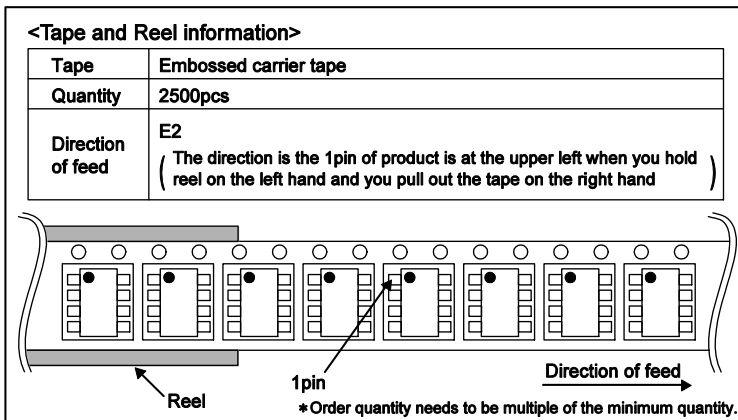 <Tape and Reel information>
Tape Embossed carrier tape
Quantity 2500pcs
Direction of feed E2
( The direction is the 1pin of product is at the upper left when you hold
reel on the left hand and you pull out the tape on the right hand )
Reel
1pin
Direction of feed
*Order quantity needs to be multiple of the minimum quantity.